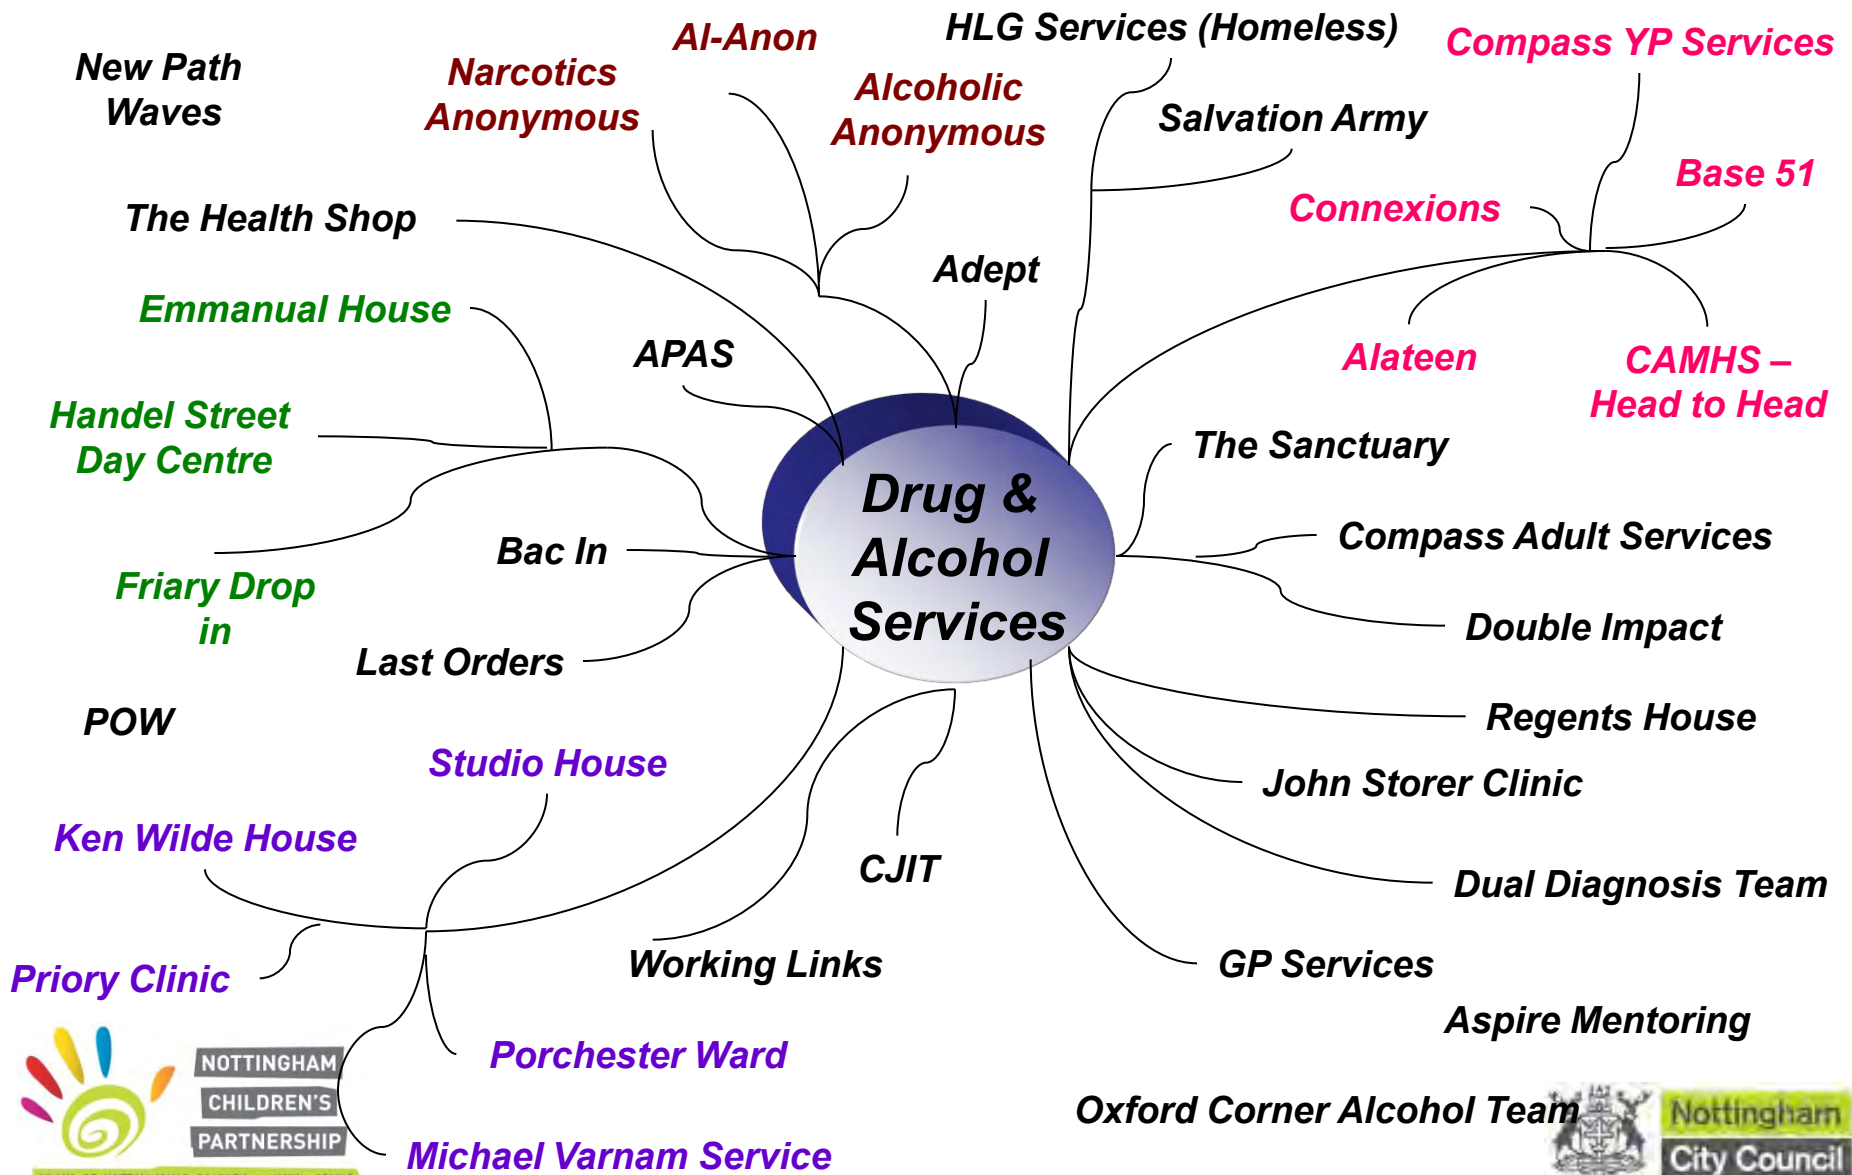 HLG Services (Homeless)
Al-Anon
Compass YP Services
New Path
Waves
Narcotics
Anonymous
Alcoholic
Anonymous
Salvation Army
Base 51
Connexions
The Health Shop
Adept
Emmanual House
APAS
Alateen
CAMHS –
Head to Head
Handel Street
Day Centre
The Sanctuary
Drug &
Alcohol
Services
Bac In
Compass Adult Services
Friary Drop
in
Double Impact
Last Orders
POW
Regents House
Studio House
John Storer Clinic
Ken Wilde House
CJIT
Dual Diagnosis Team
Working Links
GP Services
Priory Clinic
Aspire Mentoring
Porchester Ward
NOTTINGHAM
CHILDREN'S
PARTNERSHIP
Oxford Corner Alcohol Team
Nottingham
City Council
Michael Varnam Service